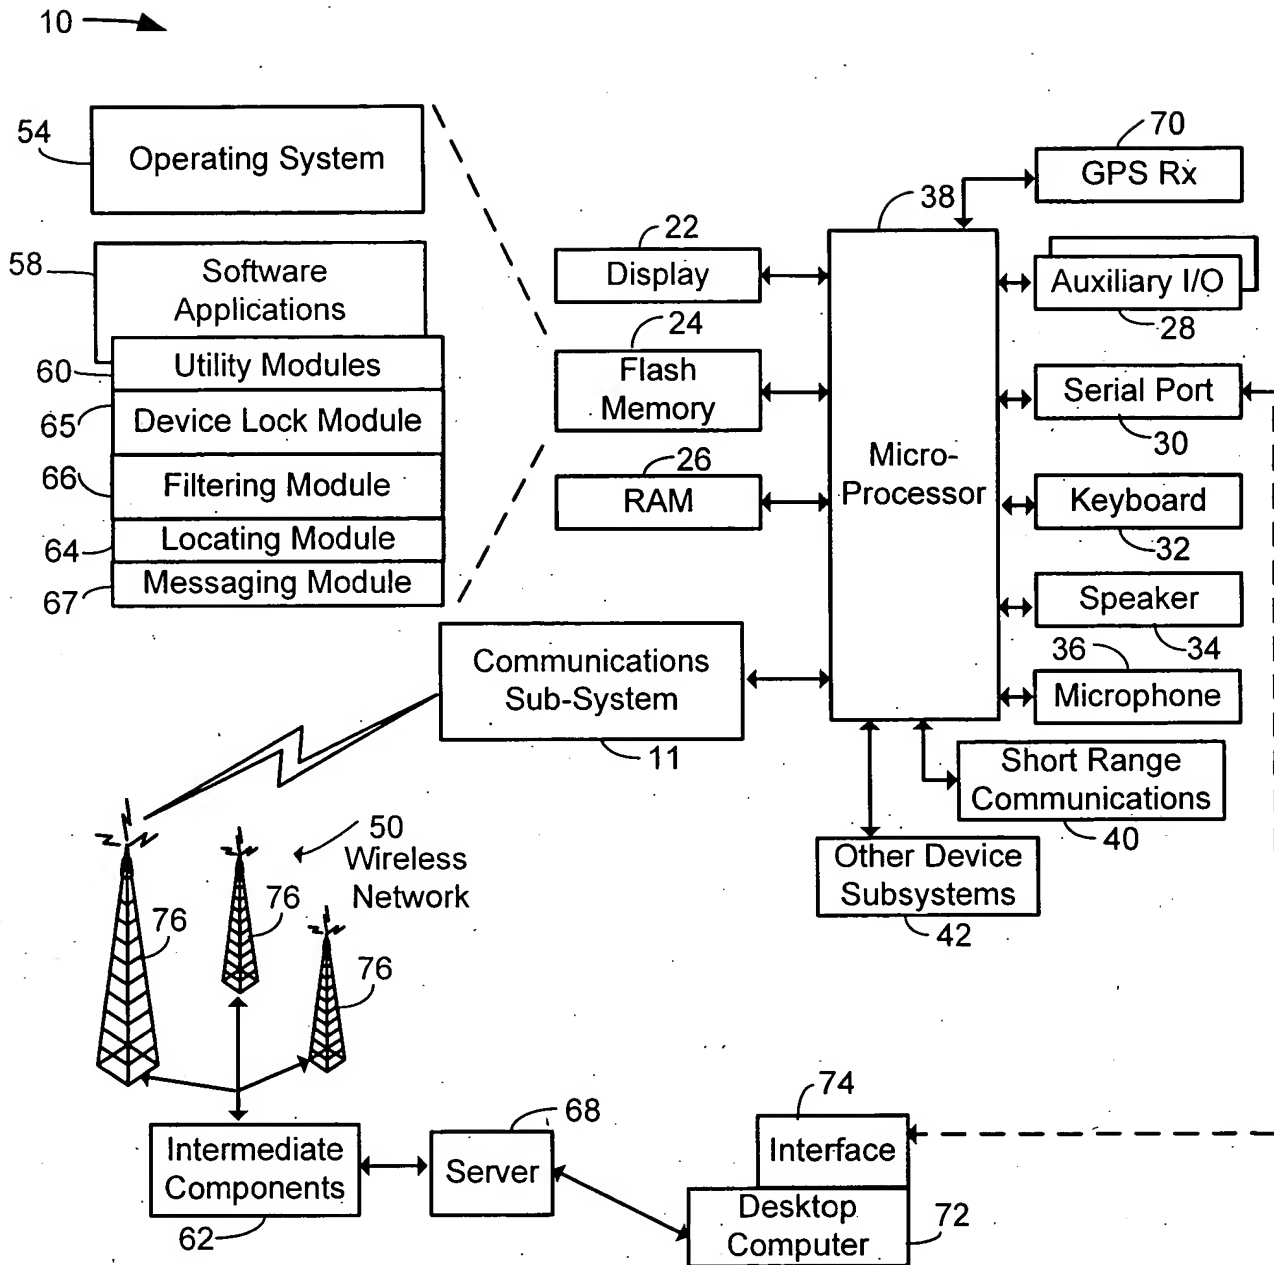 10
54
Operating System
58
Software
Applications
60
Utility Modules
65
Device Lock Module
66
Filtering Module
64
Locating Module
67
Messaging Module
22
Display
24
Flash
Memory
26
RAM
38
Micro-
Processor
70
GPS Rx
Auxiliary I/O
28
Serial Port
30
Keyboard
32
Speaker
34
36
Microphone
Communications
Sub-System
11
Short Range
Communications
40
Other Device
Subsystems
42
50
Wireless
Network
76
76
76
Intermediate
Components
62
68
Server
74
Interface
Desktop
Computer
72